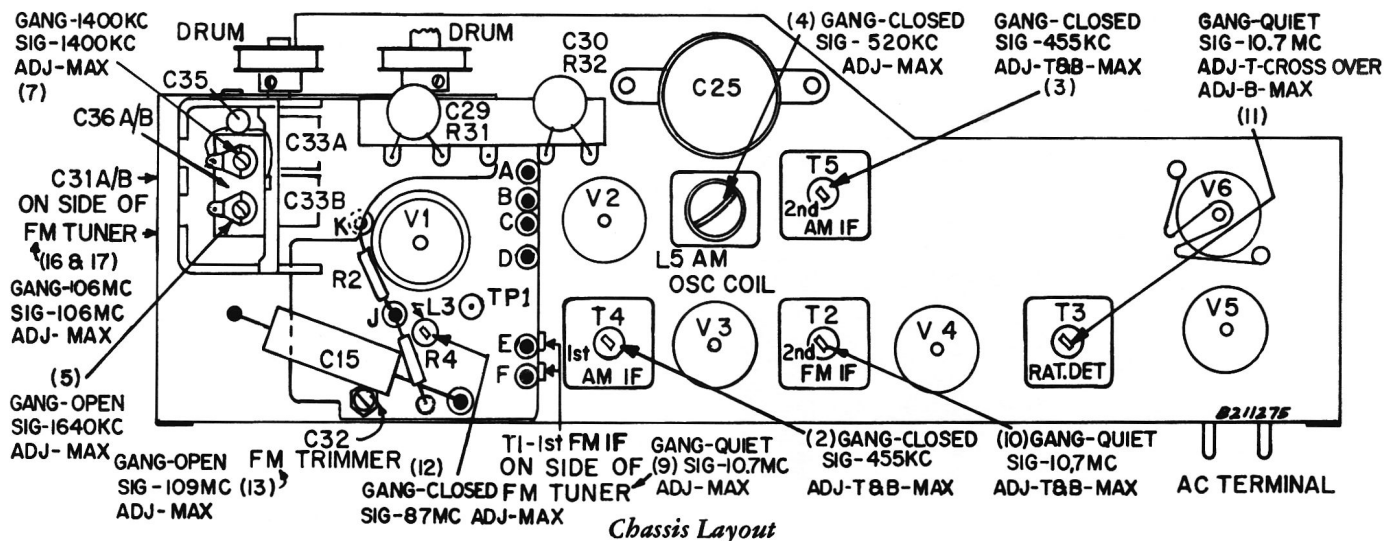 GANG-1400KC
SIG-1400KC
ADJ-MAX
(7)
DRUM
DRUM
C30
R32
(4) GANG-CLOSED
SIG-520KC
ADJ-MAX
GANG-CLOSED
SIG-455KC
ADJ-T&B-MAX
(3)
GANG-QUIET
SIG-10.7 MC
ADJ-T-CROSS OVER
ADJ-B-MAX
(11)
C35
C36 A/B
C33A
C33B
C29
R31
C25
C31A/B
ON SIDE OF
FM TUNER
(16 & 17)
GANG-106MC
SIG-106MC
ADJ-MAX
(5)
GANG-OPEN
SIG-1640KC
ADJ-MAX
A
B
C
D
E
F
K
V1
R2
J
L3
TP1
R4
C15
V2
L5 AM
OSC COIL
T5
2nd
AM IF
V6
V5
T4
1st
AM IF
V3
T2
2nd
FM IF
V4
T3
RAT.DET
B211275
C32
FM TRIMMER
GANG-OPEN
SIG-109MC (13)
ADJ-MAX
(12)
GANG-CLOSED
SIG-87MC ADJ-MAX
T1-1st FM IF
ON SIDE OF
FM TUNER
GANG-QUIET
(9) SIG-10.7MC
ADJ-MAX
(2) GANG-CLOSED
SIG-455KC
ADJ-T&B-MAX
(10) GANG-QUIET
SIG-10,7MC
ADJ-T&B-MAX
AC TERMINAL
Chassis Layout